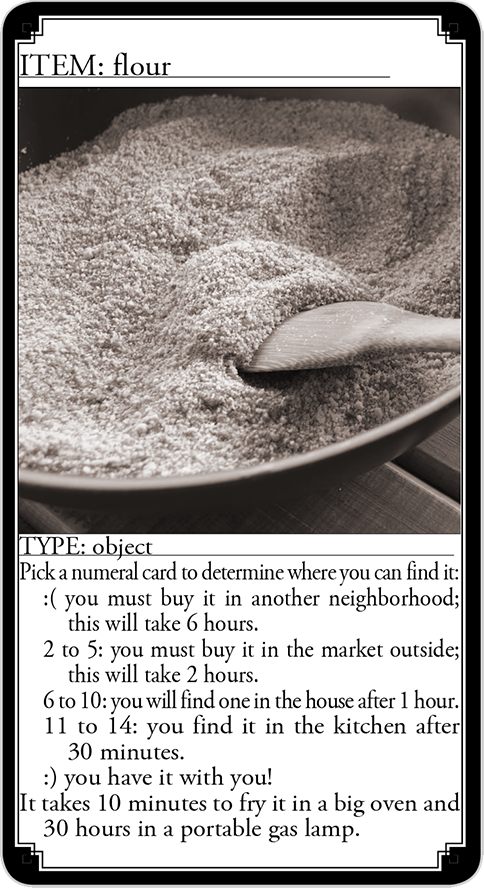 ITEM: flour
TYPE: object
Pick a numeral card to determine where you can find it:
:( you must buy it in another neighborhood;
this will take 6 hours.
2 to 5: you must buy it in the market outside;
this will take 2 hours.
6 to 10: you will find one in the house after 1 hour.
11 to 14: you find it in the kitchen after
30 minutes.
:) you have it with you!
It takes 10 minutes to fry it in a big oven and
30 hours in a portable gas lamp.